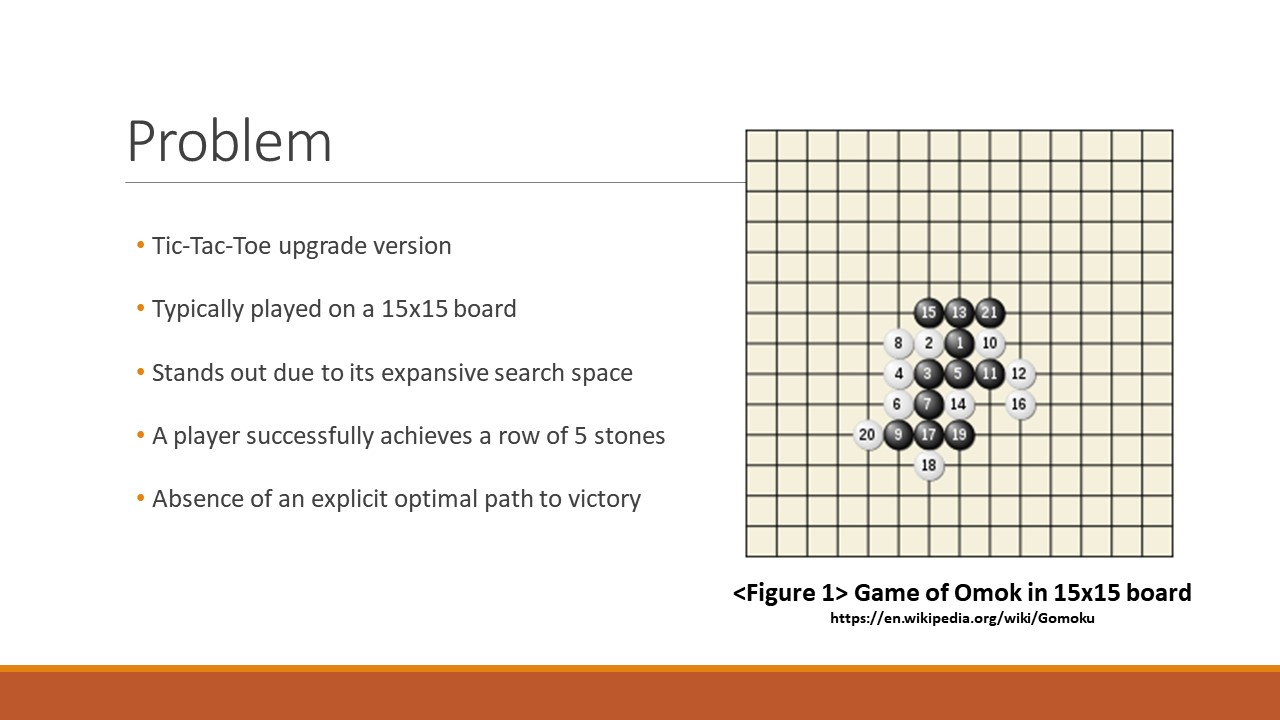 Problem
• Tic-Tac-Toe upgrade version
• Typically played on a 15x15 board
• Stands out due to its expansive search space
• A player successfully achieves a row of 5 stones
• Absence of an explicit optimal path to victory
15 13 21
8 2 1 10
4 3 5 11 12
6 7 14 16
20 9 17 19
18
<Figure 1> Game of Omok in 15x15 board
https://en.wikipedia.org/wiki/Gomoku